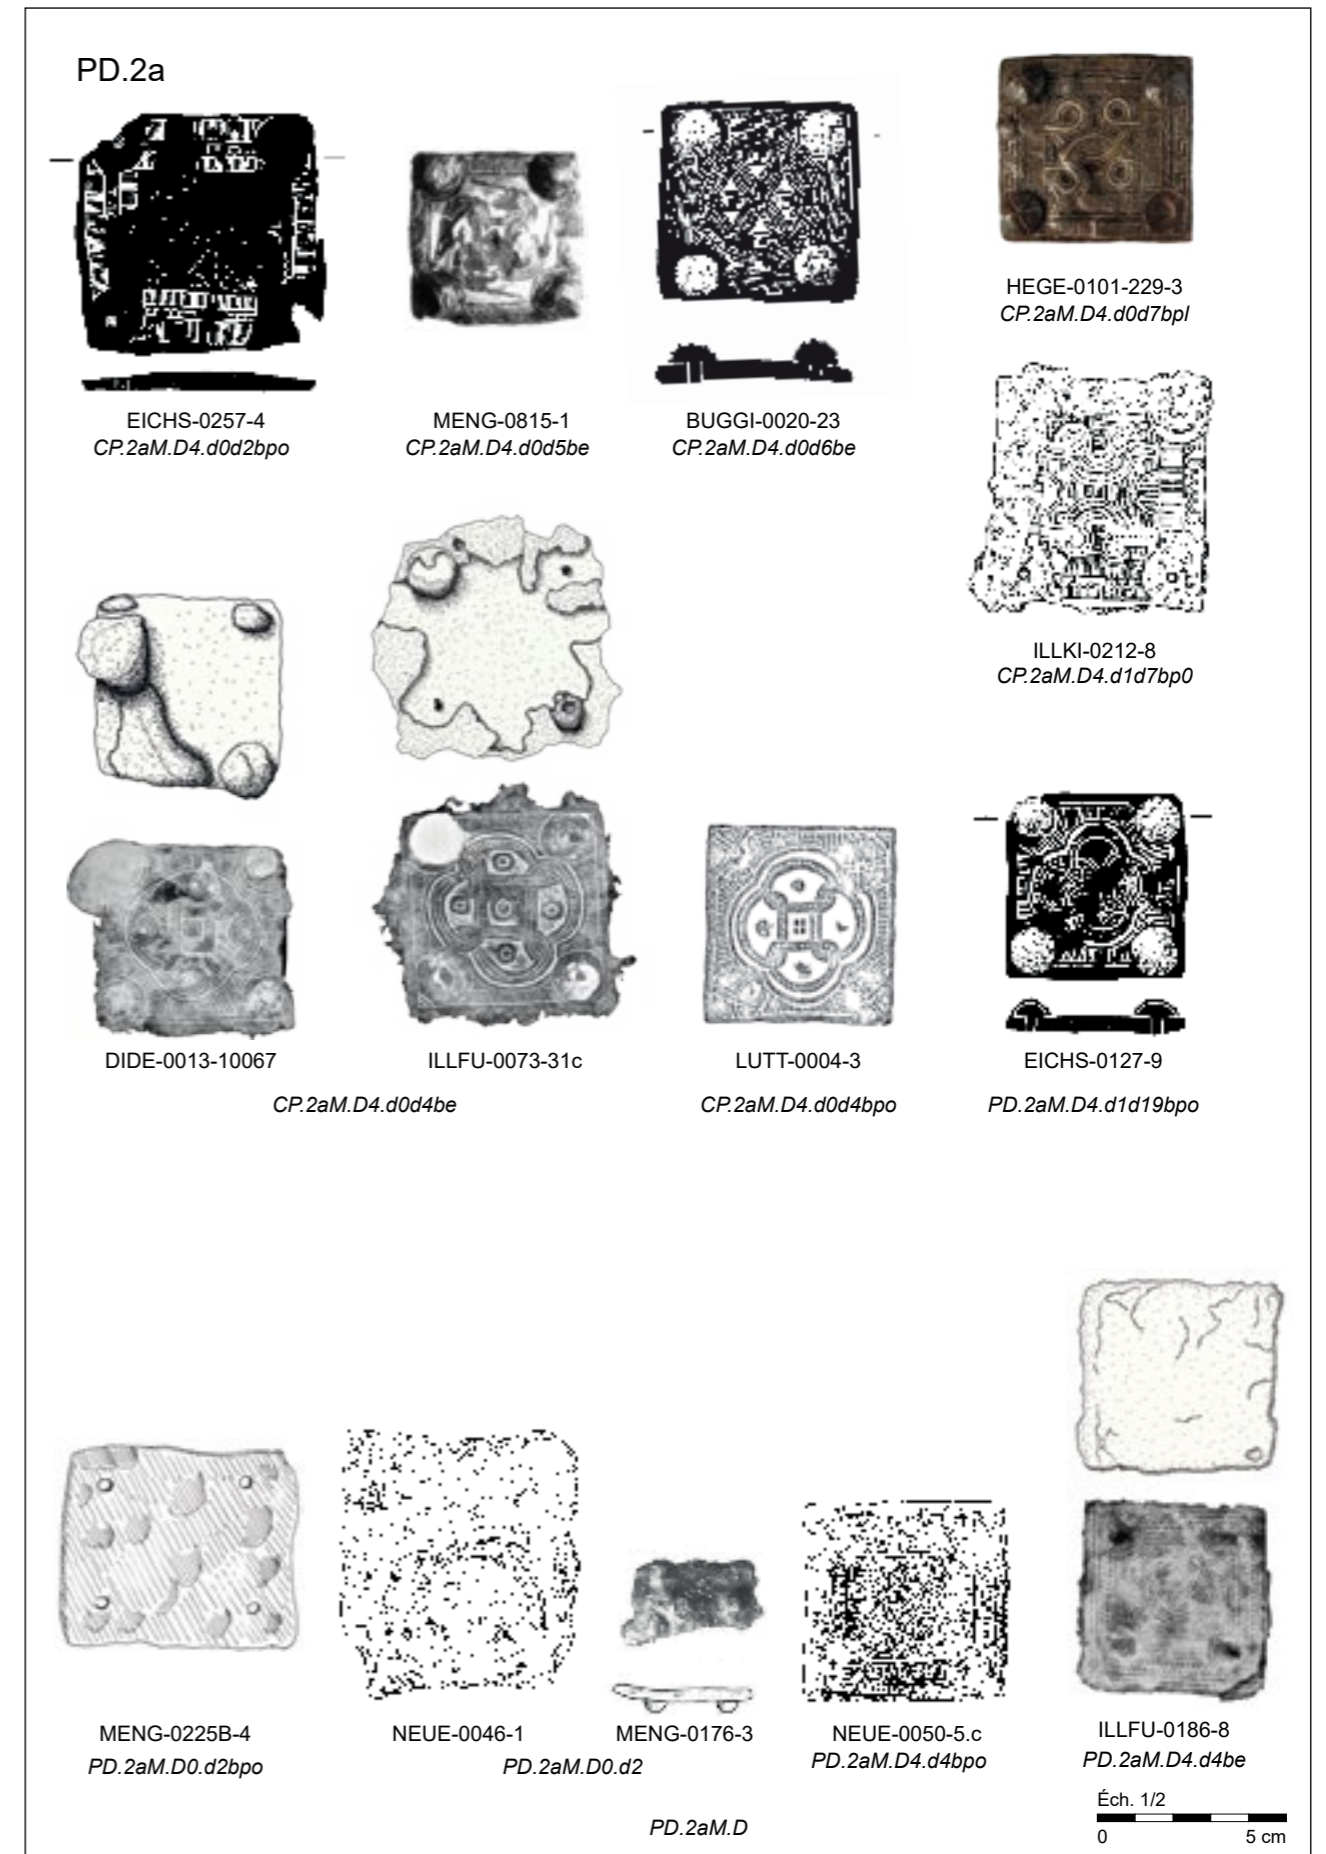 PD.2a
EICHS-0257-4
CP.2aM.D4.d0d2bpo
MENG-0815-1
CP.2aM.D4.d0d5be
BUGGI-0020-23
CP.2aM.D4.d0d6be
HEGE-0101-229-3
CP.2aM.D4.d0d7bpl
ILLKI-0212-8
CP.2aM.D4.d1d7bp0
DIDE-0013-10067
ILLFU-0073-31c
CP.2aM.D4.d0d4be
LUTT-0004-3
CP.2aM.D4.d0d4bpo
EICHS-0127-9
PD.2aM.D4.d1d19bpo
MENG-0225B-4
PD.2aM.D0.d2bpo
NEUE-0046-1
MENG-0176-3
PD.2aM.D0.d2
NEUE-0050-5.c
PD.2aM.D4.d4bpo
ILLFU-0186-8
PD.2aM.D4.d4be
PD.2aM.D
Éch. 1/2
0 5 cm